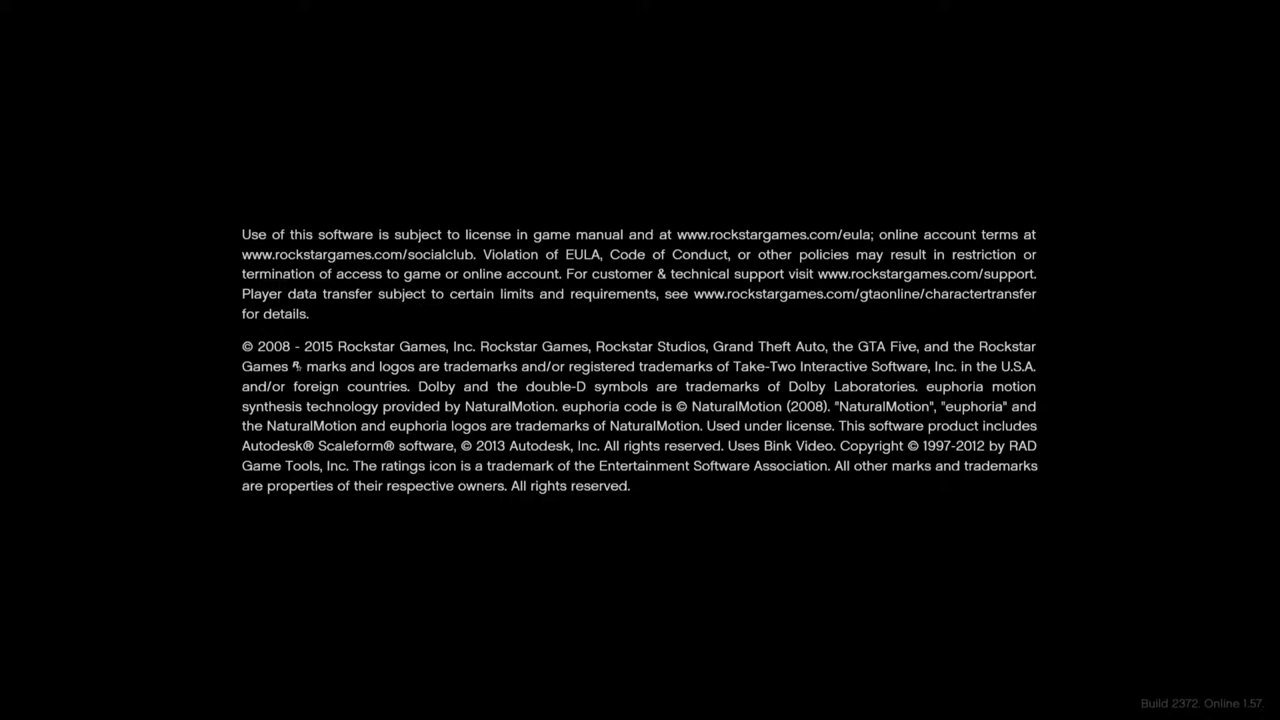 Use of this software is subject to license in game manual and at www.rockstargames.com/eula; online account terms at
www.rockstargames.com/socialclub. Violation of EULA, Code of Conduct, or other policies may result in restriction or
termination of access to game or online account. For customer & technical support visit www.rockstargames.com/support.
Player data transfer subject to certain limits and requirements, see www.rockstargames.com/gtaonline/charactertransfer
for details.
© 2008 - 2015 Rockstar Games, Inc. Rockstar Games, Rockstar Studios, Grand Theft Auto, the GTA Five, and the Rockstar
Games R* marks and logos are trademarks and/or registered trademarks of Take-Two Interactive Software, Inc. in the U.S.A.
and/or foreign countries. Dolby and the double-D symbols are trademarks of Dolby Laboratories. euphoria motion
synthesis technology provided by NaturalMotion. euphoria code is © NaturalMotion (2008). "NaturalMotion", "euphoria" and
the NaturalMotion and euphoria logos are trademarks of NaturalMotion. Used under license. This software product includes
Autodesk® Scaleform® software, © 2013 Autodesk, Inc. All rights reserved. Uses Bink Video. Copyright © 1997-2012 by RAD
Game Tools, Inc. The ratings icon is a trademark of the Entertainment Software Association. All other marks and trademarks
are properties of their respective owners. All rights reserved.
Build 2372. Online 1.57.